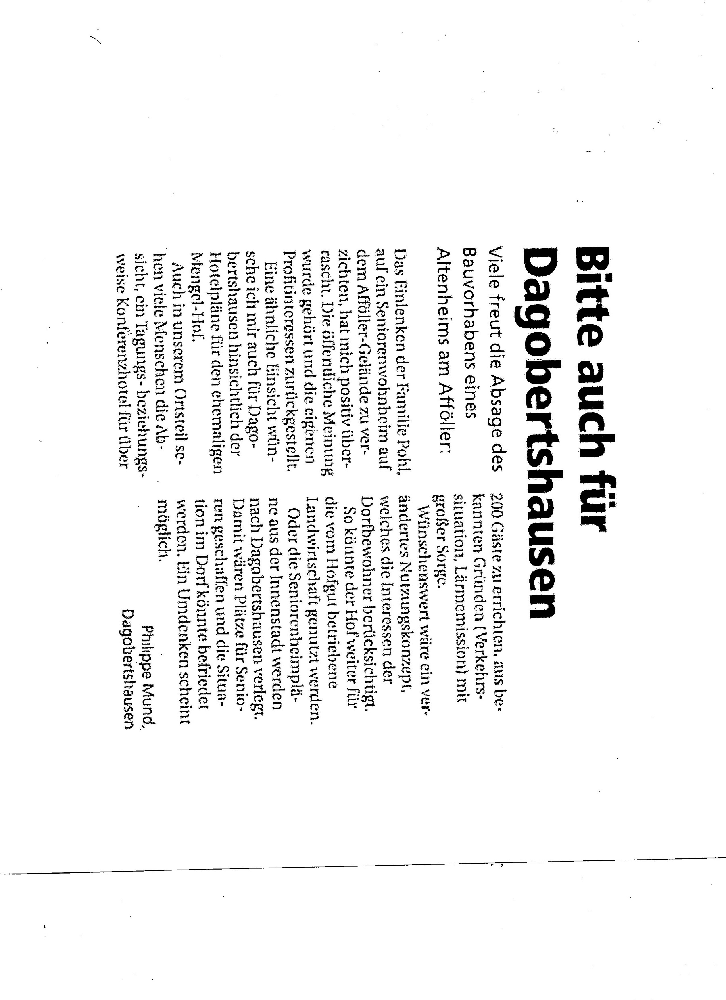 Bitte auch für
Dagobertshausen
Viele freut die Absage des
Bauvorhabens eines
Altenheims am Afföller:
Das Einlenken der Familie Pohl,
auf ein Seniorenwohnheim auf
dem Afföller-Gelände zu ver-
zichten, hat mich positiv über-
rascht. Die öffentliche Meinung
wurde gehört und die eigenen
Profitinteressen zurückgestellt.
Eine ähnliche Einsicht wün-
sche ich mir auch für Dago-
bertshausen hinsichtlich der
Hotelpläne für den ehemaligen
Mengel-Hof.
Auch in unserem Ortsteil se-
hen viele Menschen die Ab-
sicht, ein Tagungs- beziehungs-
weise Konferenzhotel für über
200 Gäste zu errichten, aus be-
kannten Gründen (Verkehrs-
situation, Lärmemission) mit
großer Sorge.
Wünschenswert wäre ein ver-
ändertes Nutzungskonzept,
welches die Interessen der
Dorfbewohner berücksichtigt.
So könnte der Hof weiter für
die vom Hofgut betriebene
Landwirtschaft genutzt werden.
Oder die Seniorenheimplä-
ne aus der Innenstadt werden
nach Dagobertshausen verlegt.
Damit wären Plätze für Senio-
ren geschaffen und die Situa-
tion im Dorf könnte befriedet
werden. Ein Umdenken scheint
möglich.
Philippe Mund,
Dagobertshausen